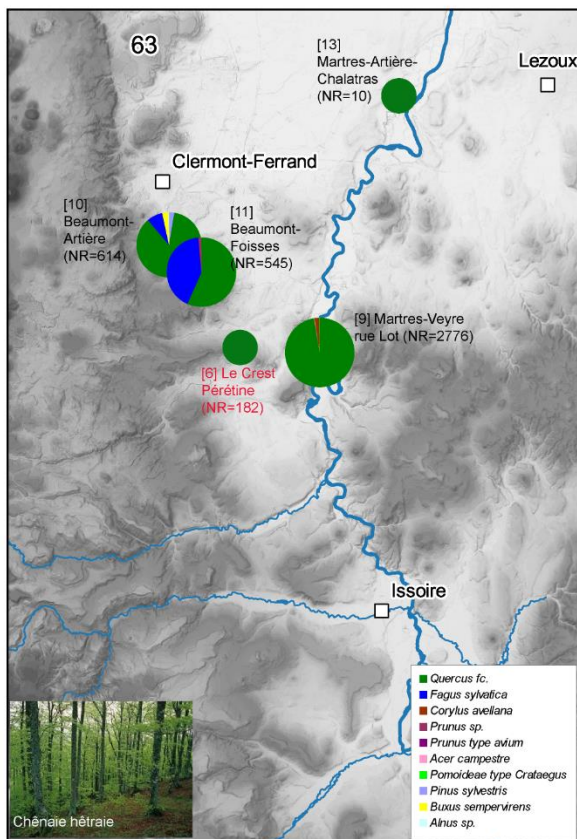 63
[13]
Martres-Artière-
Chalatras
(NR=10)
Lezoux
Clermont-Ferrand
[10]
Beaumont-
Artière
(NR=614)
[11]
Beaumont-
Foisses
(NR=545)
[9] Martres-Veyre
rue Lot (NR=2776)
[6] Le Crest
Pérétine
(NR=182)
Issoire
Quercus fc.
Fagus sylvatica
Corylus avellana
Prunus sp.
Prunus type avium
Acer campestre
Pomoideae type Crataegus
Pinus sylvestris
Buxus sempervirens
Alnus sp.
Chênaie hêtraie